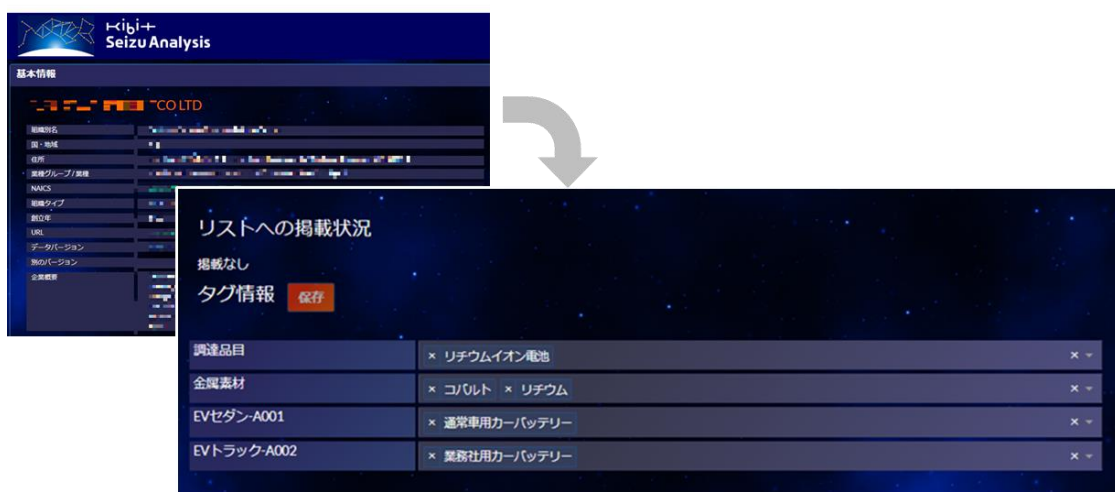 KIBIT
Seizu Analysis
基本情報
CO LTD
組織別名
国・地域
住所
業種グループ/業種
NAICS
組織タイプ
創立年
URL
データバージョン
別のバージョン
企業概要
リストへの掲載状況
掲載なし
タグ情報 保存
調達品目 × リチウムイオン電池 ×
金属素材 × コバルト × リチウム ×
EVセダン-A001 × 通常車用カーバッテリー ×
EVトラック-A002 × 業務社用カーバッテリー ×